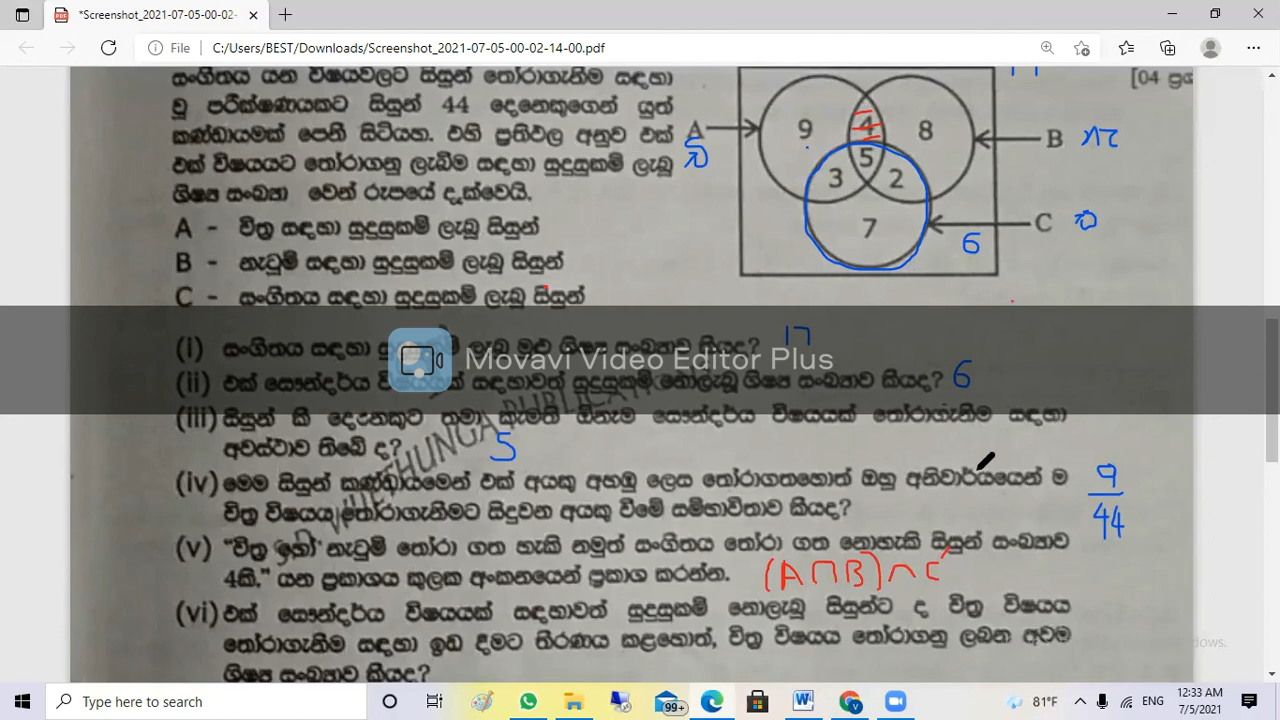 *Screenshot_2021-07-05-00-02-
File C:/Users/BEST/Downloads/Screenshot_2021-07-05-00-02-14-00.pdf
සංගීතය යන විෂයවලට සිසුන් තෝරාගැනීම සඳහා
වූ පරීක්ෂණයකට සිසුන් 44 දෙනෙකුගෙන් යුත්
කණ්ඩායමක් පෙනී සිටියහ. එහි ප්‍රතිඵල අනුව එක්
එක් විෂයයට තෝරාගනු ලැබීම සඳහා සුදුසුකම් ලැබූ
ශිෂ්‍ය සංඛ්‍යා වෙන් රූපයේ දැක්වෙයි.
A - චිත්‍ර සඳහා සුදුසුකම් ලැබූ සිසුන්
B - නැටුම් සඳහා සුදුසුකම් ලැබූ සිසුන්
C - සංගීතය සඳහා සුදුසුකම් ලැබූ සිසුන්
[04
A 9 4 8 B
5
3 2
7 C
6
Movavi Video Editor Plus
(i) සංගීතය සඳහා ලැබූ මුළු ශිෂ්‍ය සංඛ්‍යාව කීයද? 17
(ii) එක් සෞන්දර්ය සඳහාවත් සුදුසුකම් නොලැබූ ශිෂ්‍ය සංඛ්‍යාව කීයද? 6
(iii) සිසුන් කී දෙනකුට තමා කැමති ඕනෑම සෞන්දර්ය විෂයයක් තෝරාගැනීම සඳහා
අවස්ථාව තිබේ ද? 5
(iv) මෙම සිසුන් කණ්ඩායමෙන් එක් අයකු අහඹු ලෙස තෝරාගතහොත් ඔහු අනිවාර්යයෙන් ම
චිත්‍ර විෂයය තෝරාගැනීමට සිදුවන අයකු වීමේ සම්භාවිතාව කීයද?
9
44
(v) "චිත්‍ර හෝ නැටුම් තෝරා ගත හැකි නමුත් සංගීතය තෝරා ගත නොහැකි සිසුන් සංඛ්‍යාව
4කි." යන ප්‍රකාශය කුලක අංකනයෙන් ප්‍රකාශ කරන්න. (A∩B)∩C′
(vi) එක් සෞන්දර්ය විෂයයක් සඳහාවත් සුදුසුකම් නොලැබූ සිසුන්ට ද චිත්‍ර විෂයය
තෝරාගැනීම සඳහා ඉඩ දීමට තීරණය කළහොත්, චිත්‍ර විෂයය තෝරාගනු ලබන අවම
ශිෂ්‍ය සංඛ්‍යාව කීයද?
Type here to search
99+
81°F
ENG
12:33 AM
7/5/2021